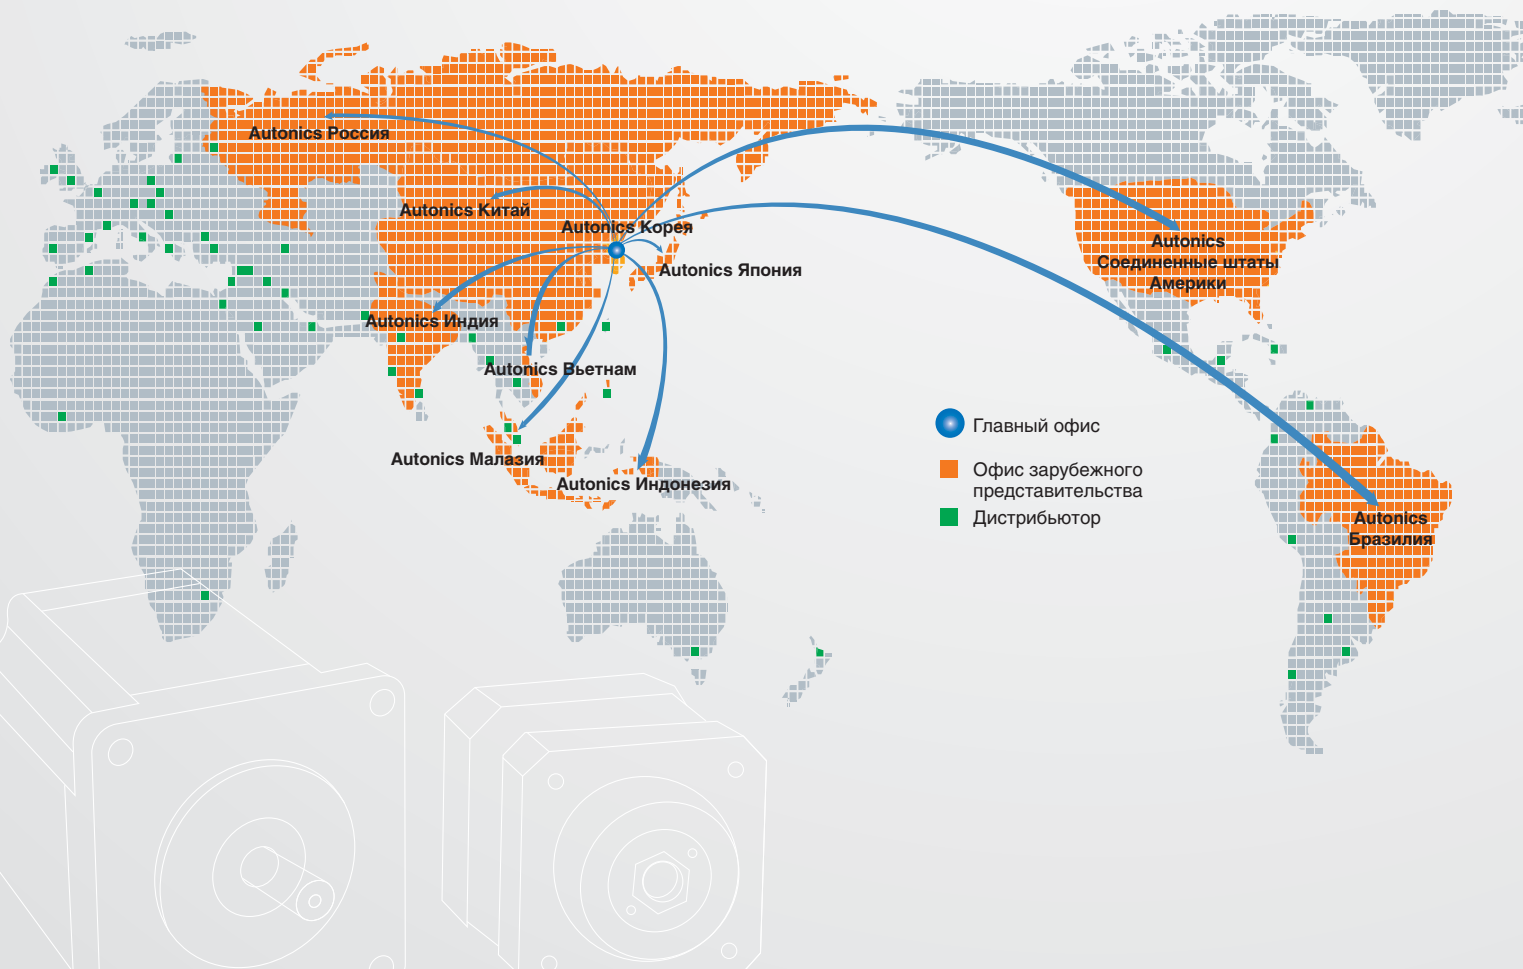 Autonics Россия
Autonics Китай
Autonics Корея
Autonics Япония
Autonics
Соединенные штаты
Америки
Autonics Индия
Autonics Вьетнам
Autonics Малазия
Autonics Индонезия
Главный офис
Офис зарубежного
представительства
Дистрибьютор
Autonics
Бразилия